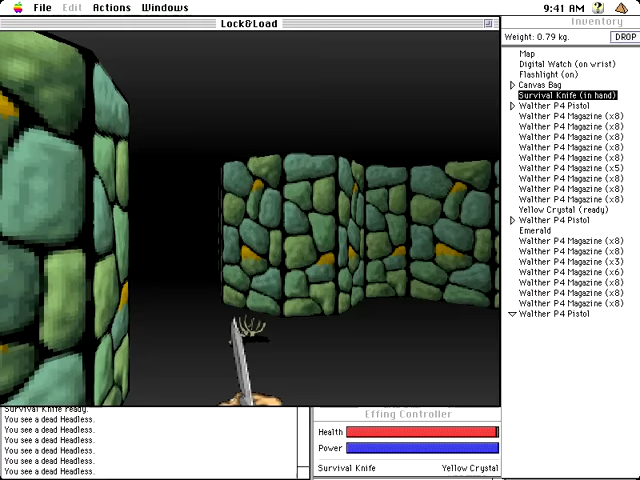 File Edit Actions Windows 9:41 AM
Lock&Load
Inventory
Weight: 0.79 kg. DROP
Map
Digital Watch (on wrist)
Flashlight (on)
Canvas Bag
Survival Knife (in hand)
Walther P4 Pistol
Walther P4 Magazine (x8)
Walther P4 Magazine (x8)
Walther P4 Magazine (x8)
Walther P4 Magazine (x8)
Walther P4 Magazine (x8)
Walther P4 Magazine (x5)
Walther P4 Magazine (x8)
Walther P4 Magazine (x8)
Walther P4 Magazine (x8)
Yellow Crystal (ready)
Walther P4 Pistol
Emerald
Walther P4 Magazine (x8)
Walther P4 Magazine (x8)
Walther P4 Magazine (x3)
Walther P4 Magazine (x6)
Walther P4 Magazine (x8)
Walther P4 Magazine (x8)
Walther P4 Magazine (x8)
Walther P4 Pistol
Survival Knife ready.
You see a dead Headless.
You see a dead Headless.
You see a dead Headless.
You see a dead Headless.
You see a dead Headless.
You see a dead Headless.
Effing Controller
Health
Power
Survival Knife Yellow Crystal